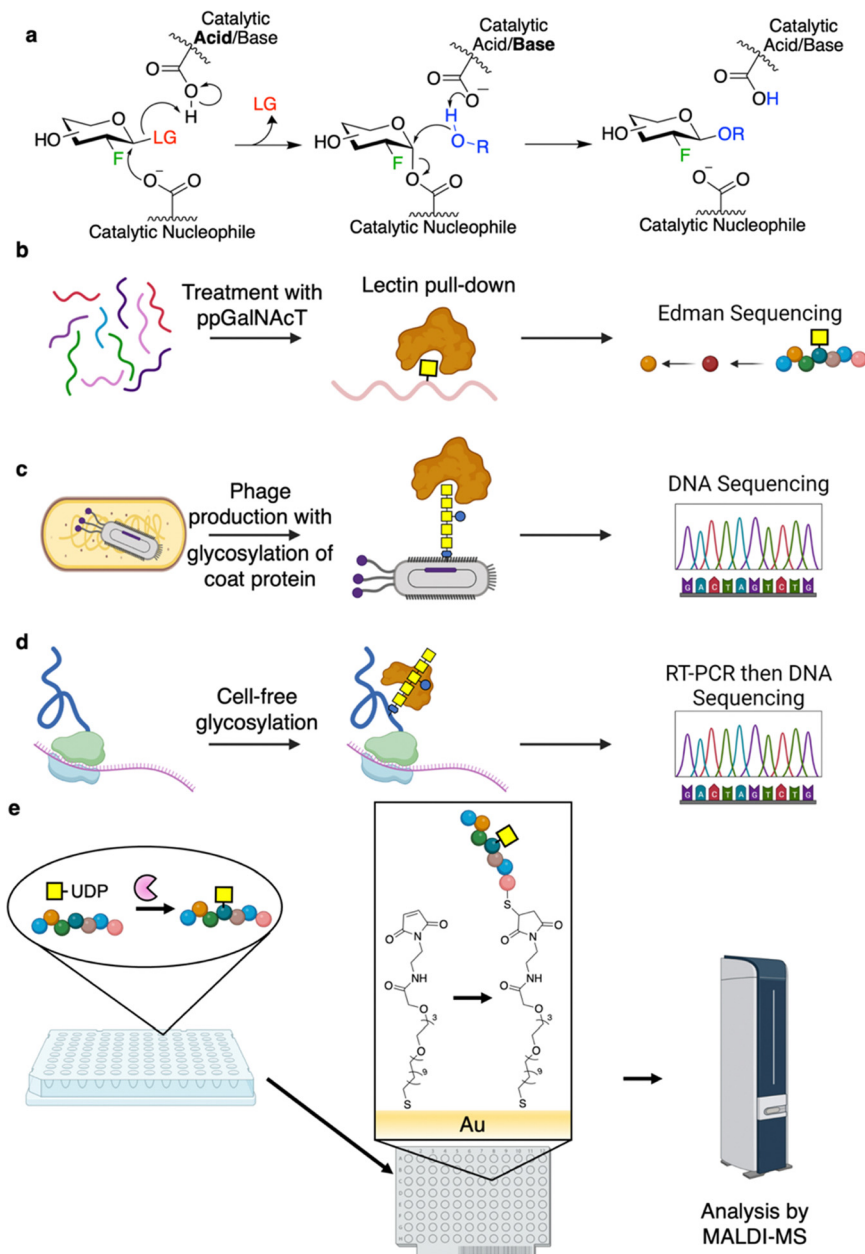 a
Catalytic
Acid/Base
O
O
H
O
HO
LG
F
O
O
Catalytic Nucleophile
LG
Catalytic
Acid/Base
O
O
H
O
HO
O
R
F
O
O
Catalytic Nucleophile
Catalytic
Acid/Base
O
OH
O
HO
OR
F
O
O
Catalytic Nucleophile
b
Treatment with
ppGalNAcT
Lectin pull-down
Edman Sequencing
c
Phage
production with
glycosylation of
coat protein
DNA Sequencing
G A C T A G T C T G
d
Cell-free
glycosylation
RT-PCR then DNA
Sequencing
G A C T A G T C T G
e
-UDP
S
O
N
O
O
N
O
NH
O
NH
O
O
3
O
3
O
O
9
9
S
S
Au
Analysis by
MALDI-MS